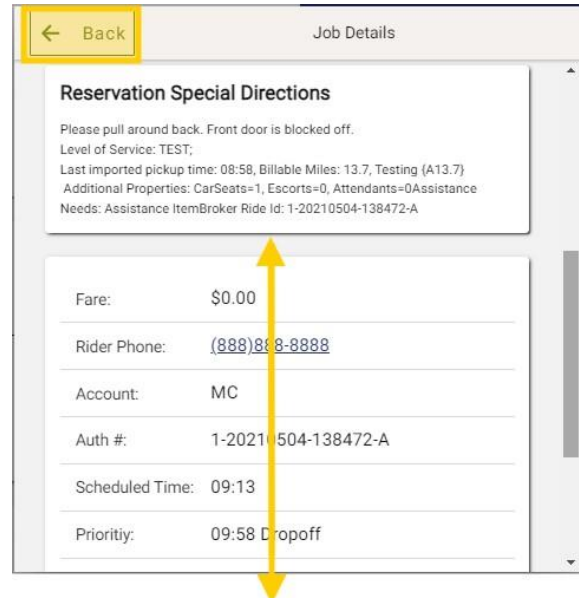 ← Back
Job Details
Reservation Special Directions
Please pull around back. Front door is blocked off.
Level of Service: TEST;
Last imported pickup time: 08:58, Billable Miles: 13.7, Testing {A13.7}
Additional Properties: CarSeats=1, Escorts=0, Attendants=0Assistance
Needs: Assistance ItemBroker Ride Id: 1-20210504-138472-A
Fare: $0.00
Rider Phone: (888)888-8888
Account: MC
Auth #: 1-20210504-138472-A
Scheduled Time: 09:13
Prioritiy: 09:58 Dropoff